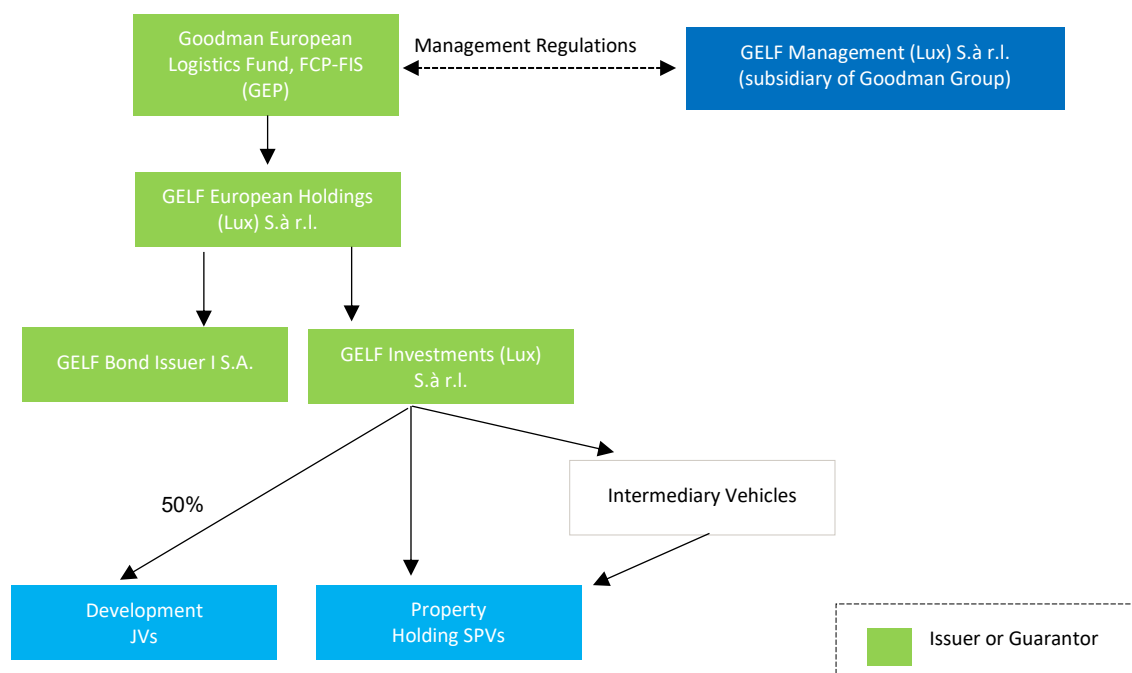 Goodman European
Logistics Fund, FCP-FIS
(GEP)
Management Regulations
GELF Management (Lux) S.à r.l.
(subsidiary of Goodman Group)
GELF European Holdings
(Lux) S.à r.l.
GELF Bond Issuer I S.A.
GELF Investments (Lux)
S.à r.l.
50%
Intermediary Vehicles
Development
JVs
Property
Holding SPVs
Issuer or Guarantor